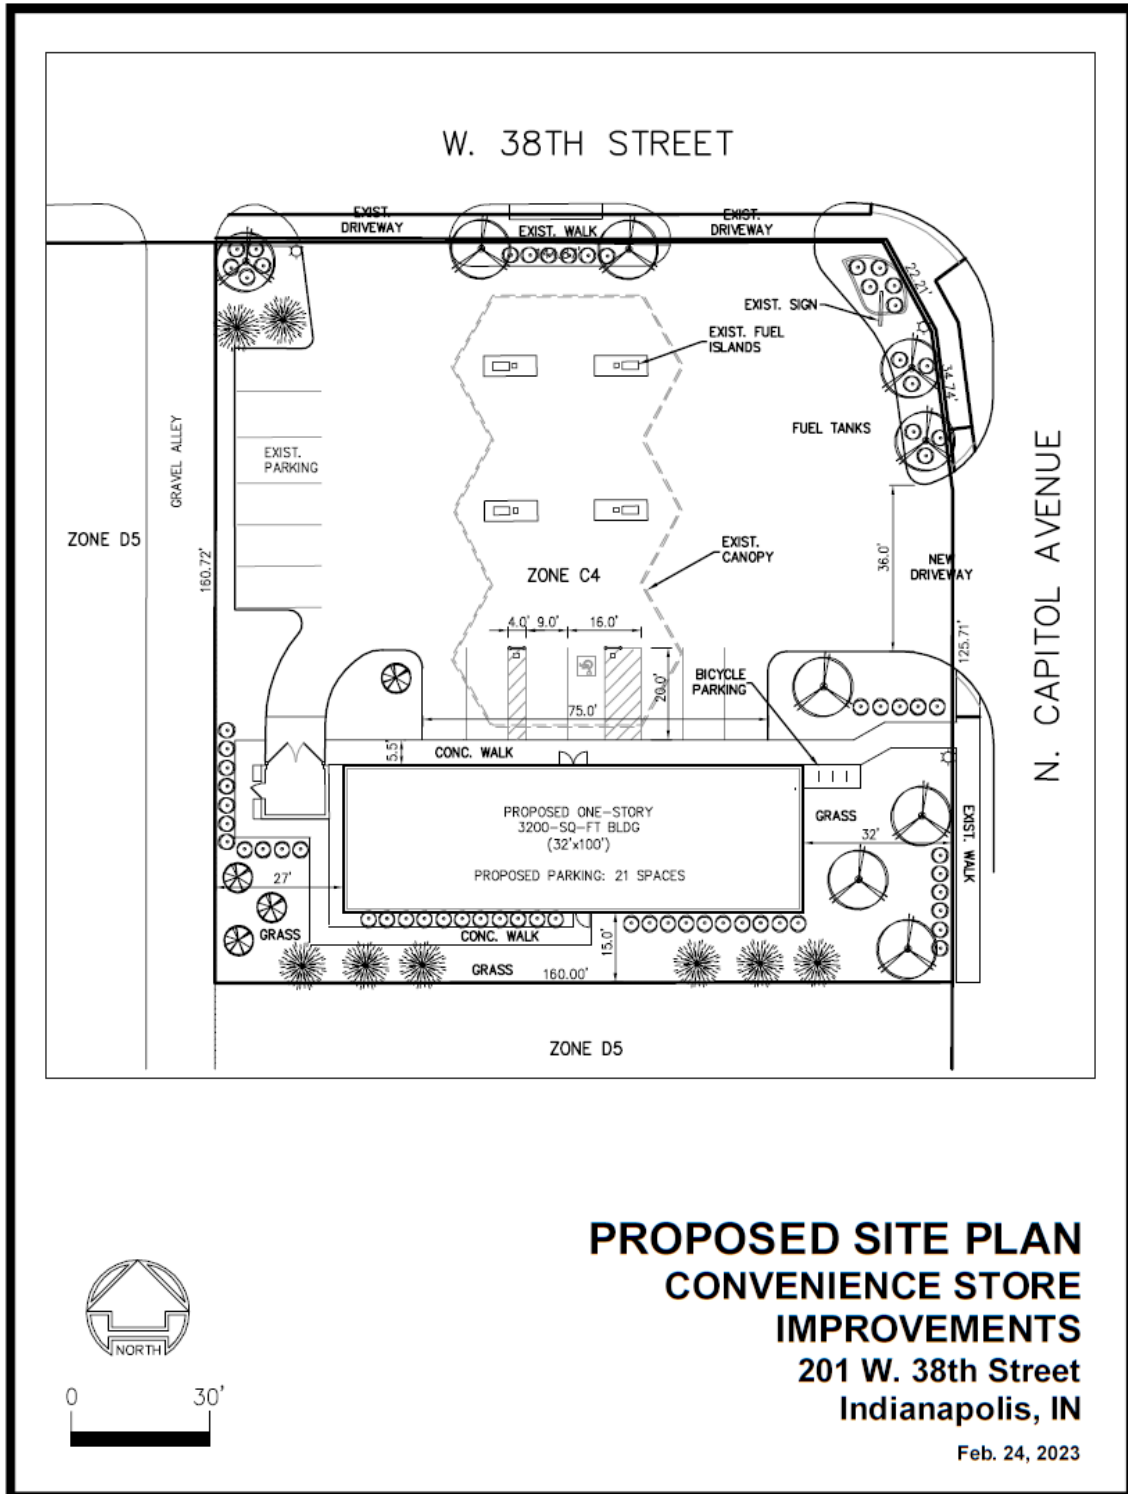 W. 38TH STREET
EXIST.
DRIVEWAY
EXIST. WALK
EXIST.
DRIVEWAY
22.21'
EXIST. SIGN
EXIST. FUEL
ISLANDS
34.74'
FUEL TANKS
GRAVEL ALLEY
EXIST.
PARKING
ZONE D5
160.72'
EXIST.
CANOPY
ZONE C4
36.0'
NEW
DRIVEWAY
N. CAPITOL AVENUE
125.71'
4.0'
9.0'
16.0'
20.0'
BICYCLE
PARKING
75.0'
5.5'
CONC. WALK
PROPOSED ONE-STORY
3200-SQ-FT BLDG
(32'x100')
PROPOSED PARKING: 21 SPACES
GRASS
32'
EXIST. WALK
27'
GRASS
CONC. WALK
15.0'
GRASS
160.00'
ZONE D5
PROPOSED SITE PLAN
CONVENIENCE STORE
IMPROVEMENTS
201 W. 38th Street
Indianapolis, IN
Feb. 24, 2023
NORTH
0 30'